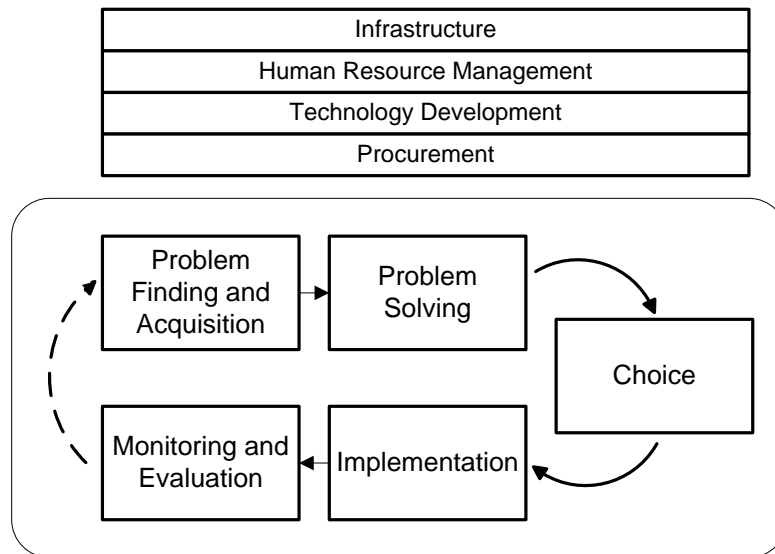 Infrastructure
Human Resource Management
Technology Development
Procurement
Problem
Finding and
Acquisition
Problem
Solving
Choice
Monitoring and
Evaluation
Implementation